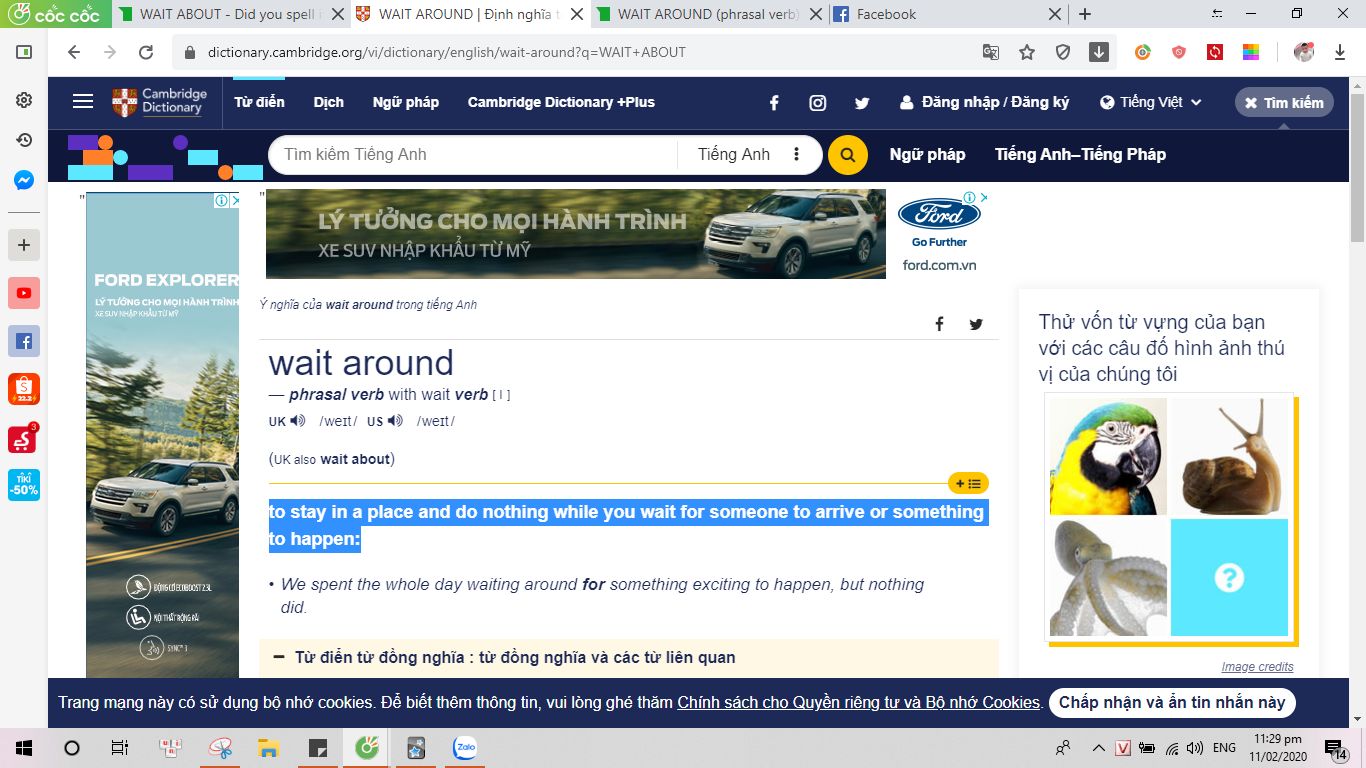 cốc cốc
WAIT ABOUT - Did you spell
WAIT AROUND | Định nghĩa t
WAIT AROUND (phrasal verb)
Facebook
dictionary.cambridge.org/vi/dictionary/english/wait-around?q=WAIT+ABOUT
Cambridge
Dictionary
Từ điển
Dịch
Ngữ pháp
Cambridge Dictionary +Plus
Đăng nhập / Đăng ký
Tiếng Việt
Tìm kiếm
Tìm kiếm Tiếng Anh
Tiếng Anh
Ngữ pháp
Tiếng Anh–Tiếng Pháp
"
FORD EXPLORER
LÝ TƯỞNG CHO MỌI HÀNH TRÌNH
XE SUV NHẬP KHẨU TỪ MỸ
ĐỘNG CƠ ECOBOOST 2.3L
NỘI THẤT RỘNG RÃI
SYNC® 3
"
LÝ TƯỞNG CHO MỌI HÀNH TRÌNH
XE SUV NHẬP KHẨU TỪ MỸ
Ford
Go Further
ford.com.vn
Ý nghĩa của wait around trong tiếng Anh
wait around
— phrasal verb with wait verb [ I ]
UK /weɪt/ US /weɪt/
(UK also wait about)
to stay in a place and do nothing while you wait for someone to arrive or something
to happen:
• We spent the whole day waiting around for something exciting to happen, but nothing
did.
Từ điển từ đồng nghĩa : từ đồng nghĩa và các từ liên quan
Thử vốn từ vựng của bạn
với các câu đố hình ảnh thú
vị của chúng tôi
?
Image credits
Trang mạng này có sử dụng bộ nhớ cookies. Để biết thêm thông tin, vui lòng ghé thăm Chính sách cho Quyền riêng tư và Bộ nhớ Cookies.
Chấp nhận và ẩn tin nhắn này
22.2
3
TIKI
-50%
Zalo
V
ENG
11:29 pm
11/02/2020
14